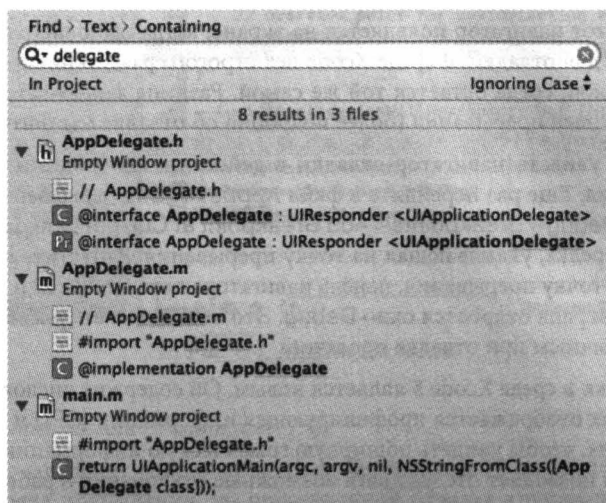 Find > Text > Containing
delegate
In Project Ignoring Case
8 results in 3 files
AppDelegate.h
Empty Window project
// AppDelegate.h
C @interface AppDelegate : UIResponder <UIApplicationDelegate>
Pr @interface AppDelegate : UIResponder <UIApplicationDelegate>
AppDelegate.m
Empty Window project
// AppDelegate.m
#import "AppDelegate.h"
C @implementation AppDelegate
main.m
Empty Window project
#import "AppDelegate.h"
C return UIApplicationMain(argc, argv, nil, NSStringFromClass([App
Delegate class]));